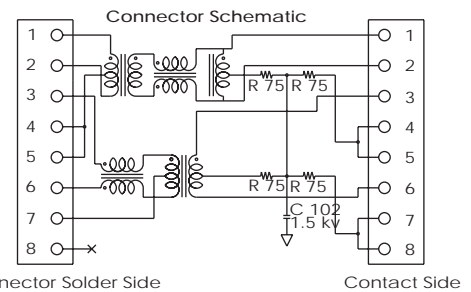 Connector Schematic
1 1
2 2
R 75 R 75
3 3
4 4
5 5
R 75 R 75
6 6
C 102
1.5 kv
7 7
8 8
nector Solder Side Contact Side